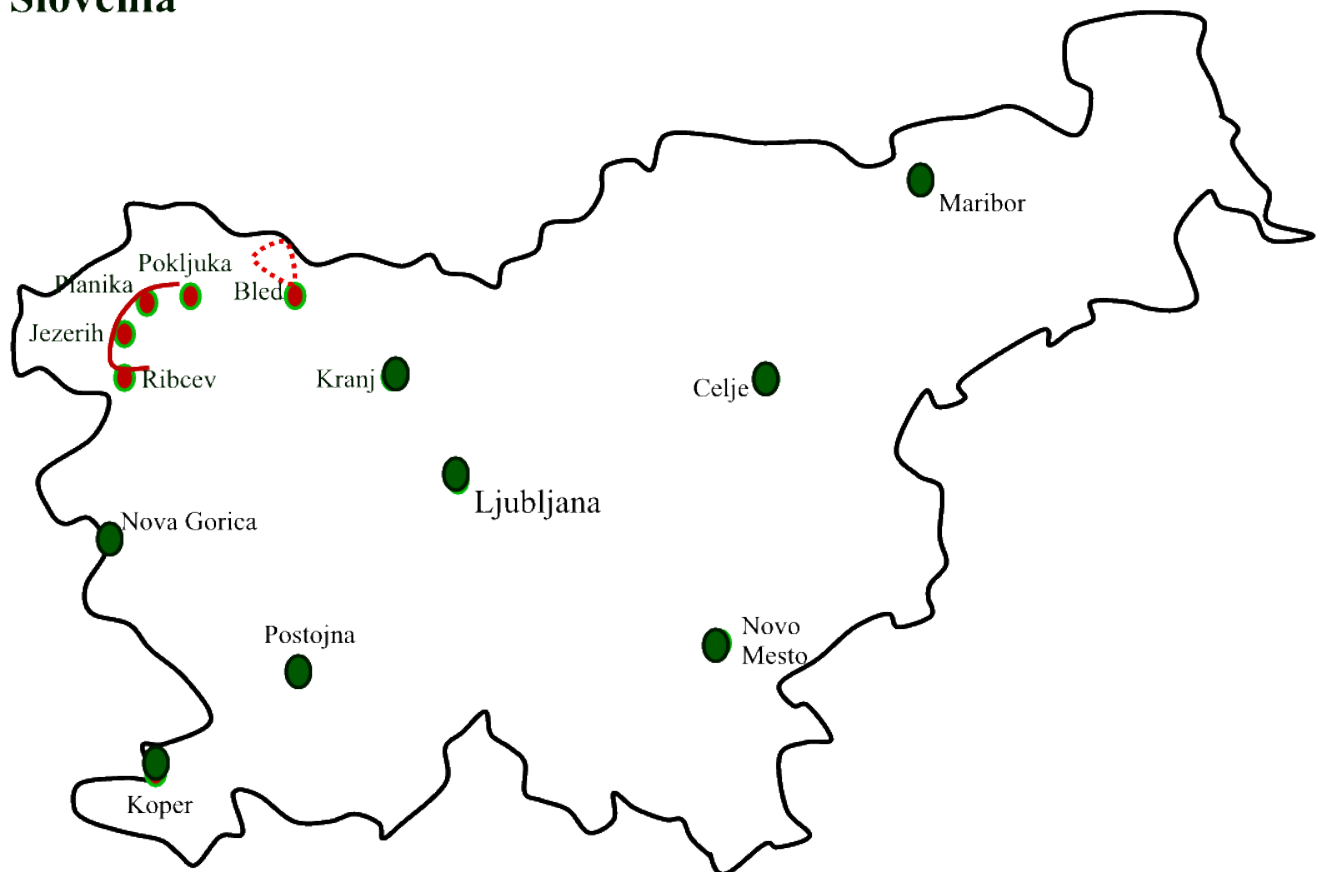 Slovenia
Maribor
Pokljuka
Planika
Bled
Jezerih
Ribcev
Kranj
Celje
Ljubljana
Nova Gorica
Postojna
Novo
Mesto
Koper